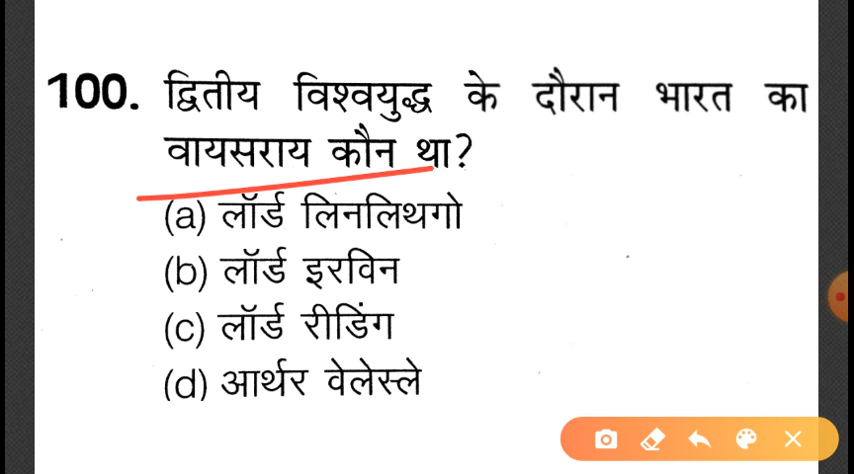 100. द्वितीय विश्वयुद्ध के दौरान भारत का
वायसराय कौन था?
(a) लॉर्ड लिनलिथगो
(b) लॉर्ड इरविन
(c) लॉर्ड रीडिंग
(d) आर्थर वेलेस्ले